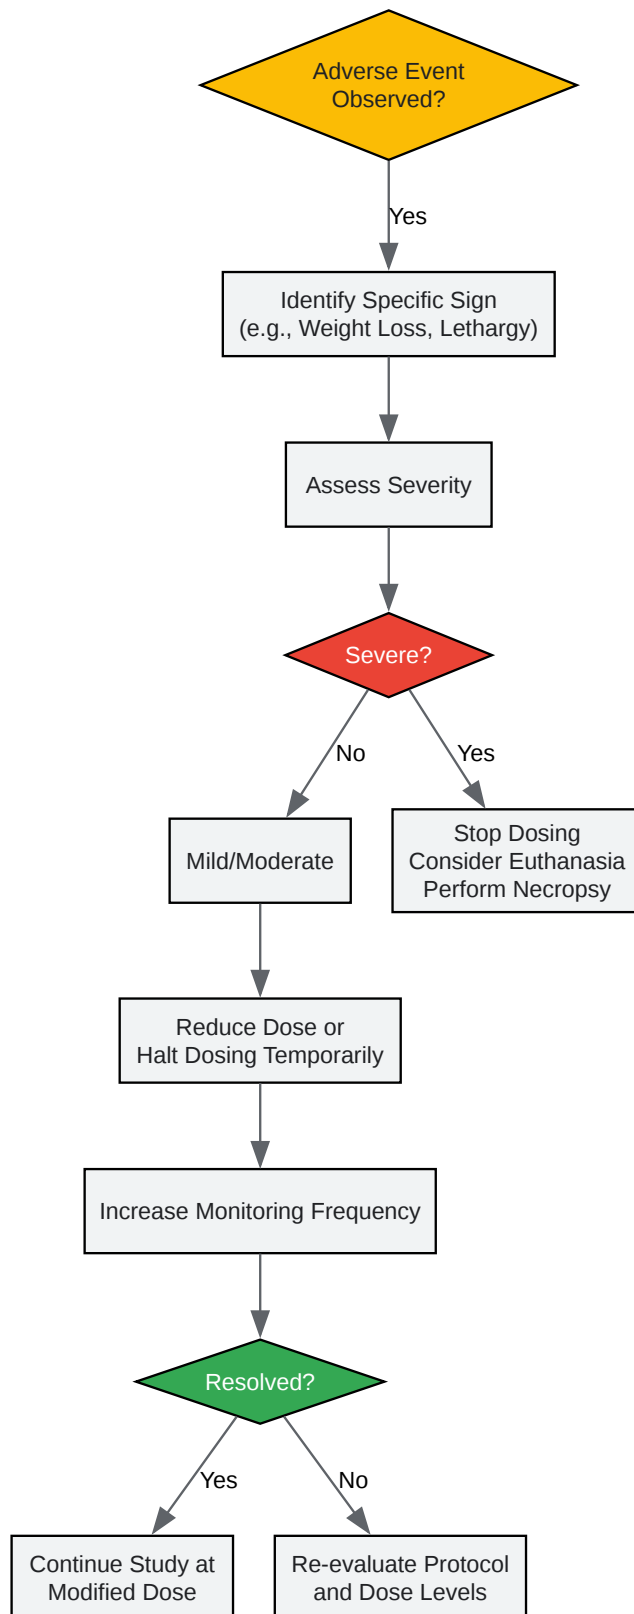 Adverse Event
Observed?
Yes
Identify Specific Sign
(e.g., Weight Loss, Lethargy)
Assess Severity
Severe?
No
Yes
Mild/Moderate
Stop Dosing
Consider Euthanasia
Perform Necropsy
Reduce Dose or
Halt Dosing Temporarily
Increase Monitoring Frequency
Resolved?
Yes
No
Continue Study at
Modified Dose
Re-evaluate Protocol
and Dose Levels